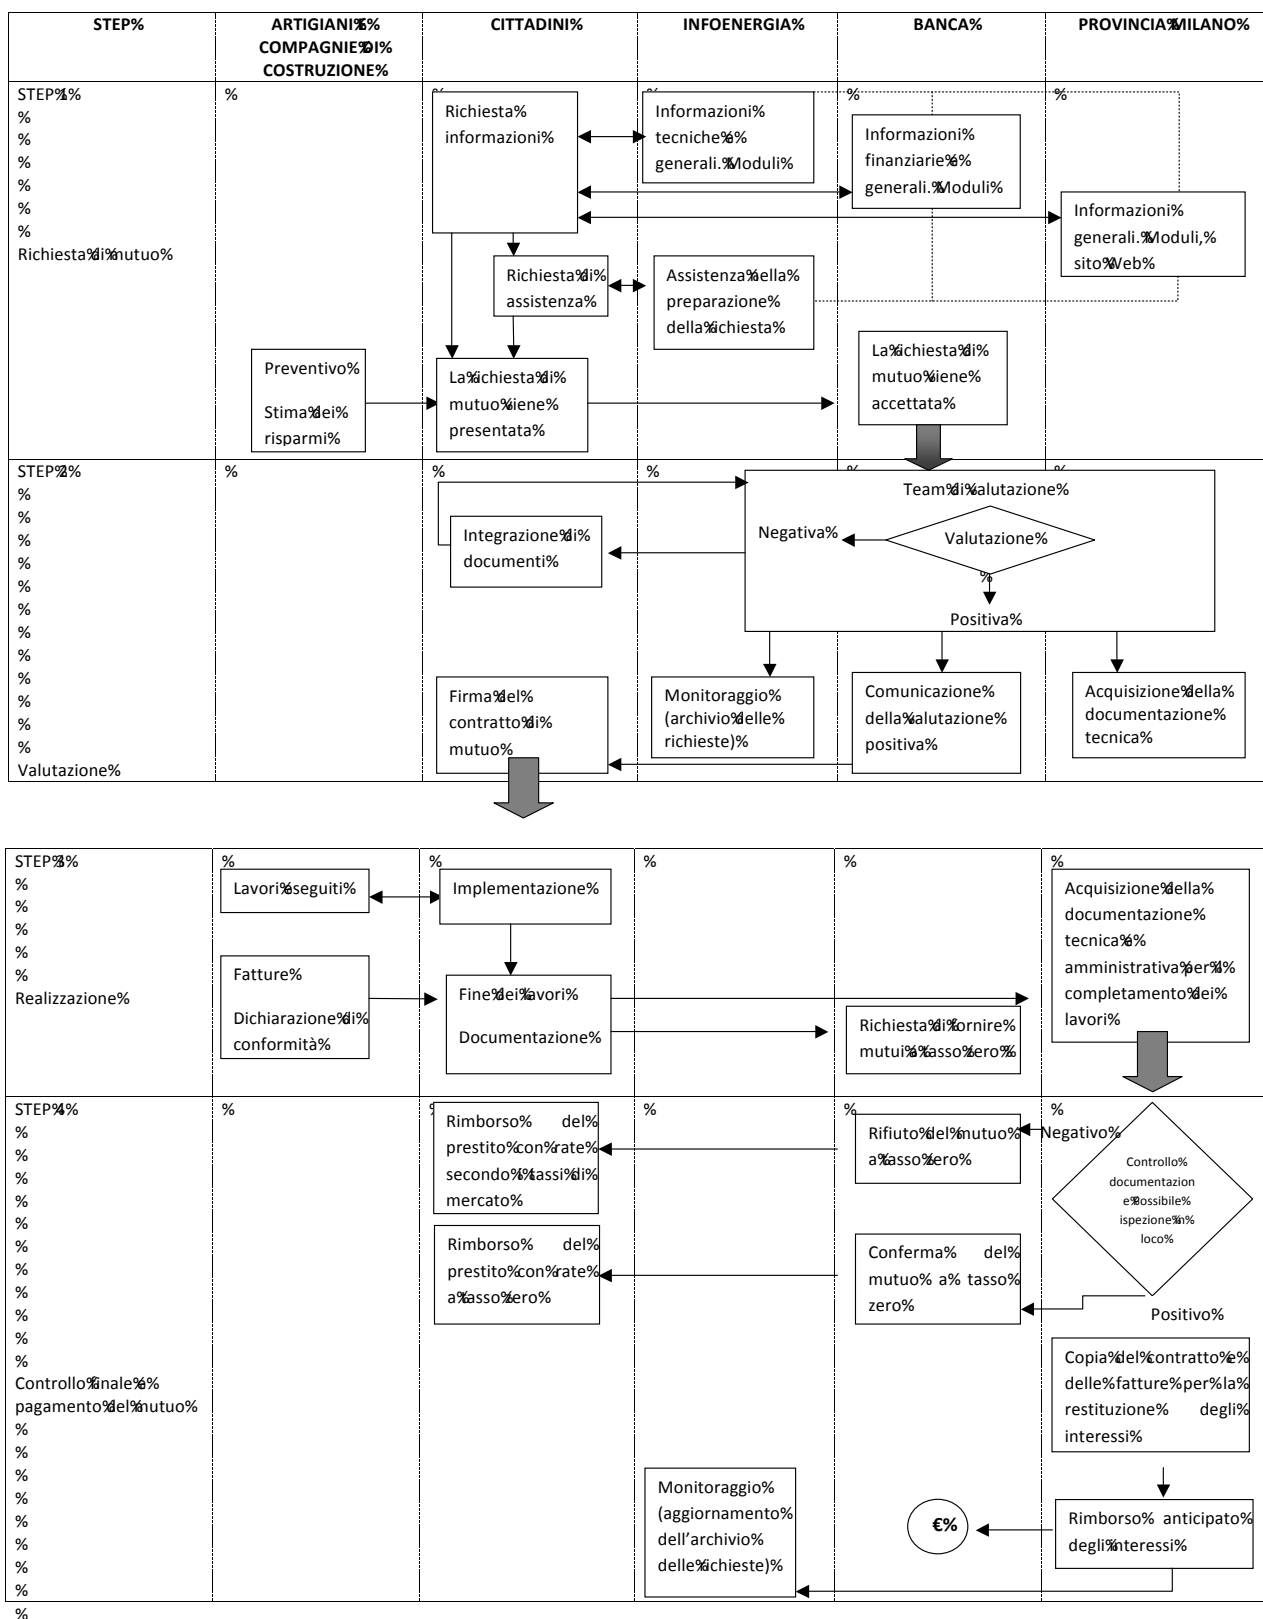 STEP%
ARTIGIANI%E%
COMPAGNIE%DI%
COSTRUZIONE%
CITTADINI%
INFOENERGIA%
BANCA%
PROVINCIA%MILANO%
STEP%1%
%
%
%
%
%
%
Richiesta%di%mutuo%
%
Preventivo%
Stima%dei%
risparmi%
%
Richiesta%
informazioni%
Richiesta%di%
assistenza%
La%richiesta%di%
mutuo%viene%
presentata%
%
Informazioni%
tecniche%e%
generali.%Moduli%
Assistenza%nella%
preparazione%
della%richiesta%
%
Informazioni%
finanziarie%e%
generali.%Moduli%
La%richiesta%di%
mutuo%viene%
accettata%
%
Informazioni%
generali.%Moduli,%
sito%Web%
STEP%2%
%
%
%
%
%
%
%
%
%
%
%
%
Valutazione%
%
%
Integrazione%di%
documenti%
Firma%del%
contratto%di%
mutuo%
%
%
%
Team%di%valutazione%
Negativa%
Valutazione%
%
Positiva%
Monitoraggio%
(archivio%delle%
richieste)%
Comunicazione%
della%valutazione%
positiva%
Acquisizione%della%
documentazione%
tecnica%
STEP%3%
%
%
%
%
%
Realizzazione%
%
Lavori%eseguiti%
Fatture%
Dichiarazione%di%
conformità%
%
Implementazione%
Fine%dei%lavori%
Documentazione%
%
%
Richiesta%di%fornire%
mutui%a%tasso%zero%%
%
Acquisizione%della%
documentazione%
tecnica%e%
amministrativa%per%il%
completamento%dei%
lavori%
STEP%4%
%
%
%
%
%
%
%
%
%
%
%
Controllo%finale%e%
pagamento%del%mutuo%
%
%
%
%
%
%
%
%
%
%
%
Rimborso% del%
prestito%con%rate%
secondo%i%tassi%di%
mercato%
Rimborso% del%
prestito%con%rate%
a%tasso%zero%
%
Monitoraggio%
(aggiornamento%
dell’archivio%
delle%richieste)%
%
Rifiuto%del%mutuo%
a%tasso%zero%
Conferma% del%
mutuo% a% tasso%
zero%
€%
%
Negativo%
Controllo%
documentazion
e%Possibile%
ispezione%in%
loco%
Positivo%
Copia%del%contratto%e%
delle%fatture%per%la%
restituzione% degli%
interessi%
Rimborso% anticipato%
degli%interessi%